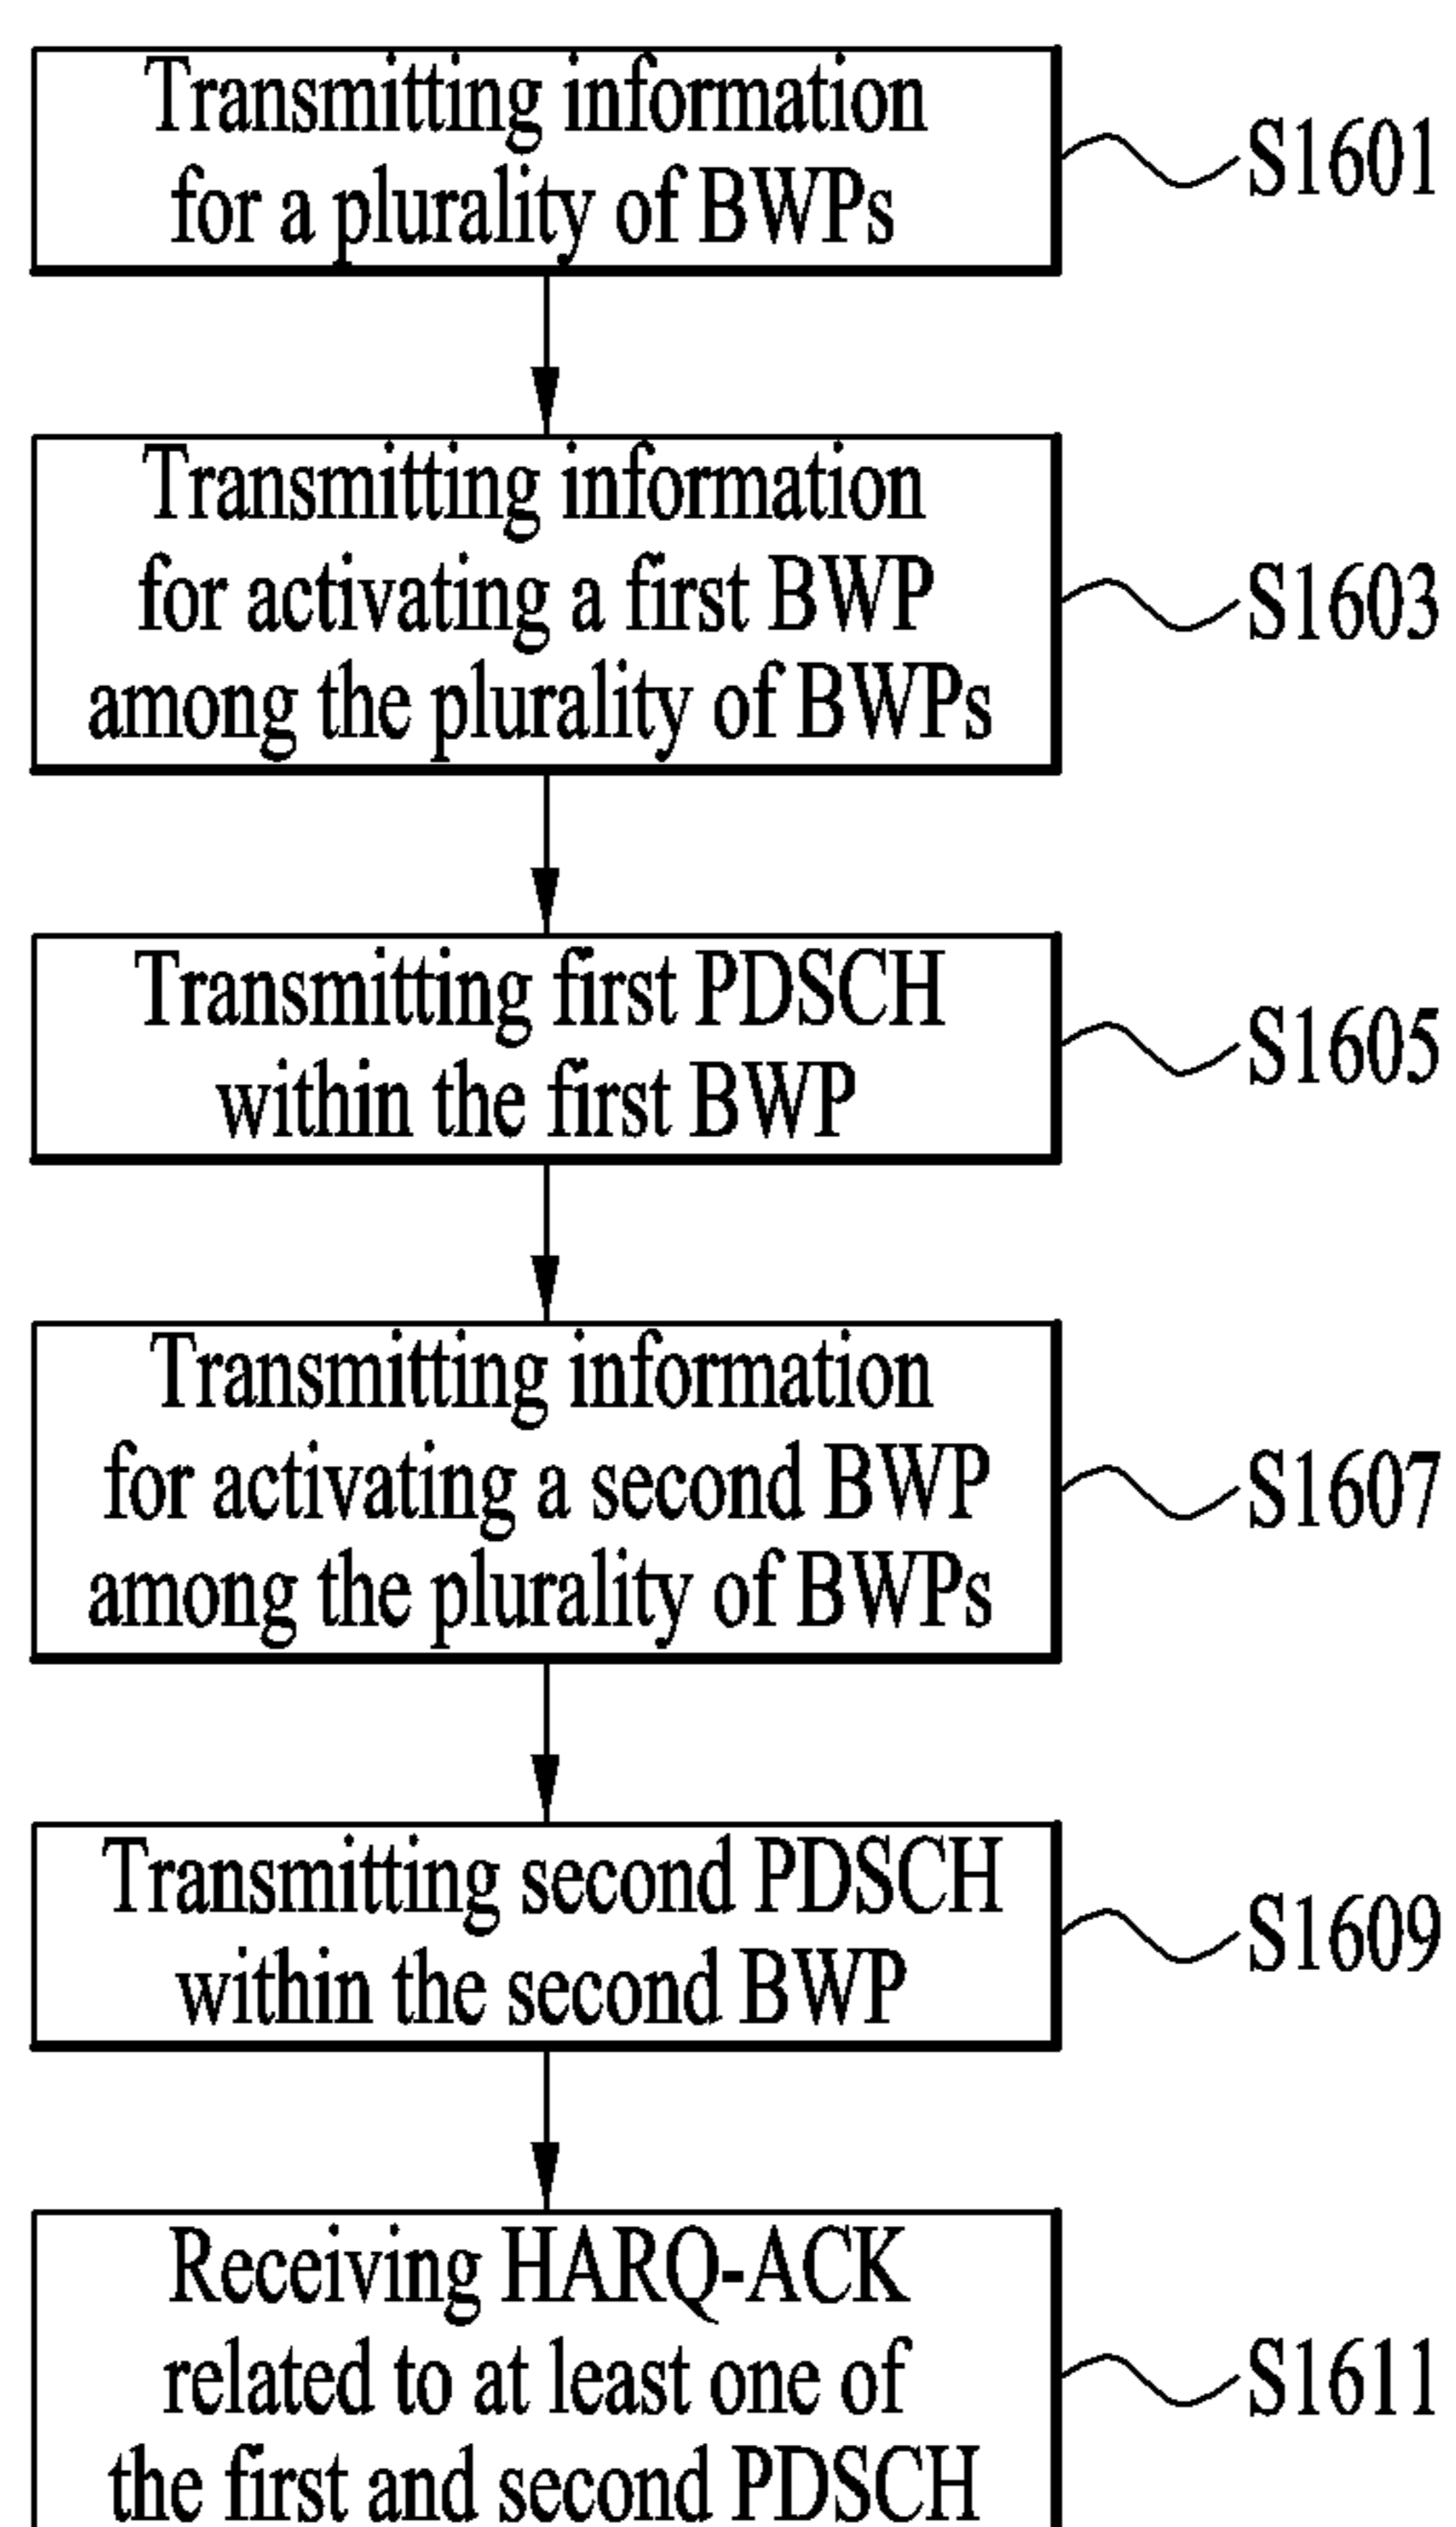 Transmitting information
for a plurality of BWPs
S1601
Transmitting information
for activating a first BWP
among the plurality of BWPs
S1603
Transmitting first PDSCH
within the first BWP
S1605
Transmitting information
for activating a second BWP
among the plurality of BWPs
S1607
Transmitting second PDSCH
within the second BWP
S1609
Receiving HARQ-ACK
related to at least one of
the first and second PDSCH
S1611